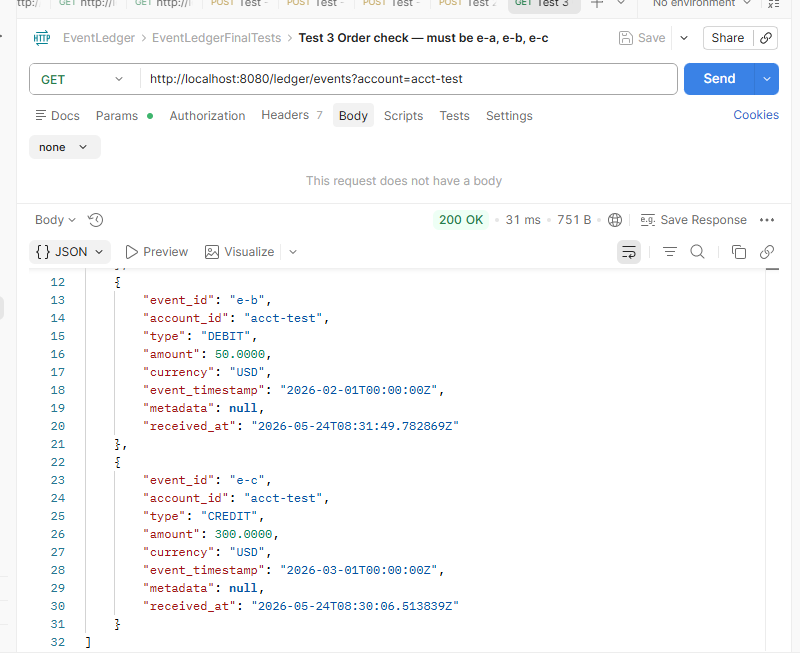 GET http:// GET http:// POST Test POST Test POST Test POST Test GET Test 3 No environment
HTTP EventLedger > EventLedgerFinalTests > Test 3 Order check — must be e-a, e-b, e-c Save Share
GET http://localhost:8080/ledger/events?account=acct-test Send
Docs Params Authorization Headers 7 Body Scripts Tests Settings Cookies
none
This request does not have a body
Body 200 OK • 31 ms • 751 B • e.g. Save Response
{} JSON Preview Visualize
12 {
13 "event_id": "e-b",
14 "account_id": "acct-test",
15 "type": "DEBIT",
16 "amount": 50.0000,
17 "currency": "USD",
18 "event_timestamp": "2026-02-01T00:00:00Z",
19 "metadata": null,
20 "received_at": "2026-05-24T08:31:49.782869Z"
21 },
22 {
23 "event_id": "e-c",
24 "account_id": "acct-test",
25 "type": "CREDIT",
26 "amount": 300.0000,
27 "currency": "USD",
28 "event_timestamp": "2026-03-01T00:00:00Z",
29 "metadata": null,
30 "received_at": "2026-05-24T08:30:06.513839Z"
31 }
32 ]